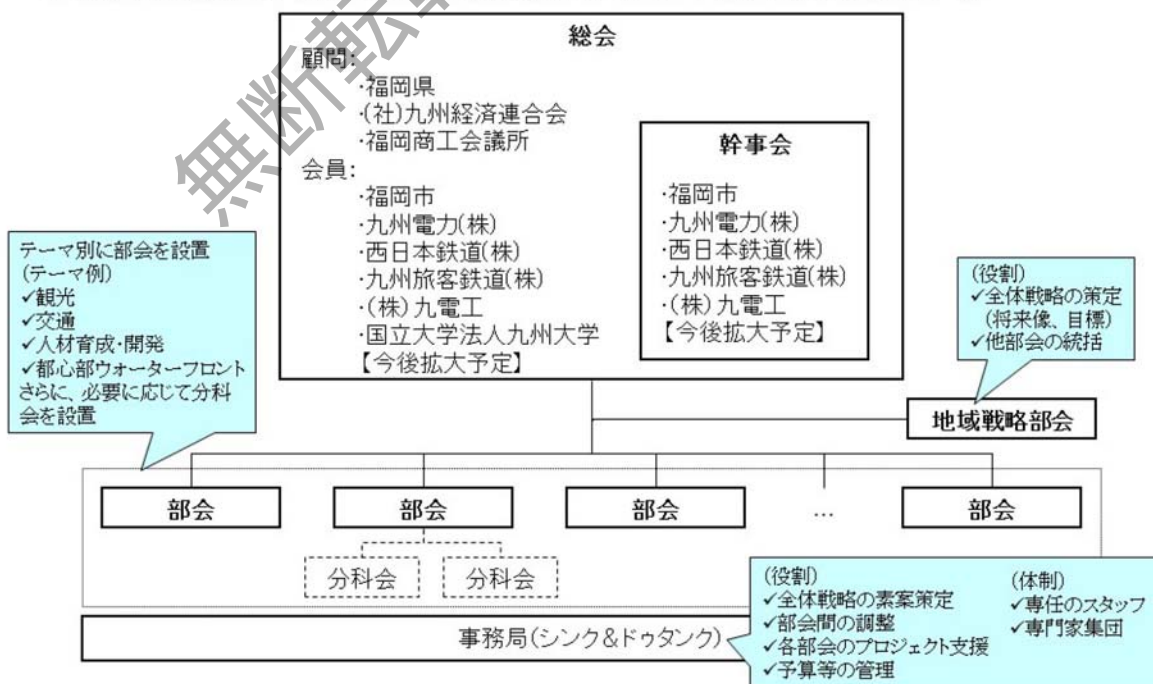 無断転
総会
顧問:
・福岡県
・(社)九州経済連合会
・福岡商工会議所
会員:
・福岡市
・九州電力(株)
・西日本鉄道(株)
・九州旅客鉄道(株)
・(株)九電工
・国立大学法人九州大学
【今後拡大予定】
幹事会
・福岡市
・九州電力(株)
・西日本鉄道(株)
・九州旅客鉄道(株)
・(株)九電工
【今後拡大予定】
テーマ別に部会を設置
(テーマ例)
✓観光
✓交通
✓人材育成・開発
✓都心部ウォーターフロント
さらに、必要に応じて分科
会を設置
(役割)
✓全体戦略の策定
(将来像、目標)
✓他部会の統括
地域戦略部会
部会
部会
部会
…
部会
分科会
分科会
事務局(シンク&ドゥタンク)
(役割)
✓全体戦略の素案策定
✓部会間の調整
✓各部会のプロジェクト支援
✓予算等の管理
(体制)
✓専任のスタッフ
✓専門家集団